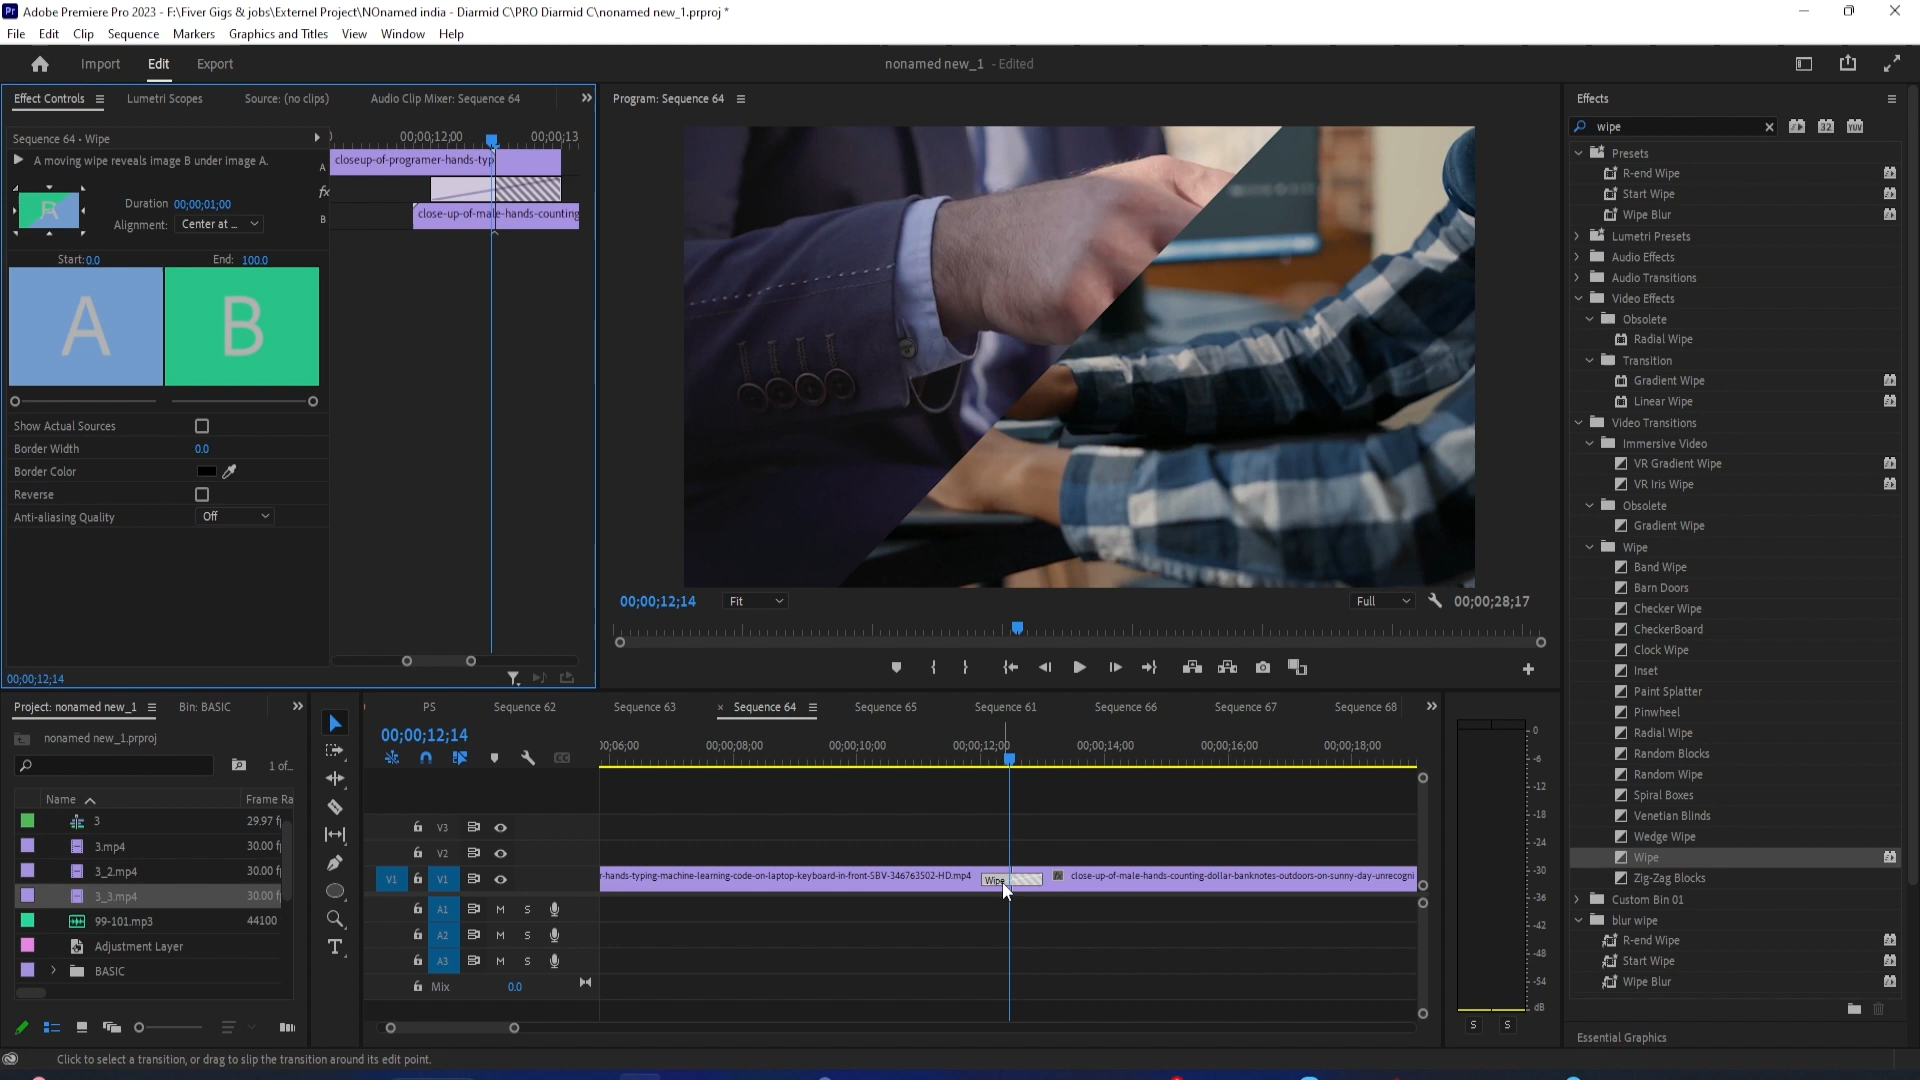 Pr Adobe Premiere Pro 2023 - F:\Fiver Gigs & jobs\Externel Project\NOnamed india - Diarmid C\PRO Diarmid C\nonamed new_1.prproj *
File Edit Clip Sequence Markers Graphics and Titles View Window Help
Import Edit Export
nonamed new_1 - Edited
Effect Controls Lumetri Scopes Source: (no clips) Audio Clip Mixer: Sequence 64
Sequence 64 • Wipe
00;00;12;00 00;00;13
A moving wipe reveals image B under image A.
A closeup-of-programer-hands-typ
fx
B close-up-of-male-hands-counting
Duration 00;00;01;00
Alignment: Center at ...
Start: 0.0 End: 100.0
A B
Show Actual Sources
Border Width 0.0
Border Color
Reverse
Anti-aliasing Quality Off
00;00;12;14
Program: Sequence 64
00;00;12;14 Fit Full 00;00;28;17
Effects
wipe
32 YUV
Presets
R-end Wipe
Start Wipe
Wipe Blur
Lumetri Presets
Audio Effects
Audio Transitions
Video Effects
Obsolete
Radial Wipe
Transition
Gradient Wipe
Linear Wipe
Video Transitions
Immersive Video
VR Gradient Wipe
VR Iris Wipe
Obsolete
Gradient Wipe
Wipe
Band Wipe
Barn Doors
Checker Wipe
CheckerBoard
Clock Wipe
Inset
Paint Splatter
Pinwheel
Radial Wipe
Random Blocks
Random Wipe
Spiral Boxes
Venetian Blinds
Wedge Wipe
Wipe
Zig-Zag Blocks
Custom Bin 01
blur wipe
R-end Wipe
Start Wipe
Wipe Blur
Essential Graphics
Project: nonamed new_1 Bin: BASIC
nonamed new_1.prproj
1 of...
Name Frame Ra
3 29.97 f
3.mp4 30.00 f
3_2.mp4 30.00 f
3_3.mp4 30.00 f
99-101.mp3 44100
Adjustment Layer
BASIC
PS Sequence 62 Sequence 63 × Sequence 64 Sequence 65 Sequence 61 Sequence 66 Sequence 67 Sequence 68
00;00;12;14
00;06;00 00;00;08;00 00;00;10;00 00;00;12;00 00;00;14;00 00;00;16;00 00;00;18;00
V3
V2
V1 V1 r-hands-typing-machine-learning-code-on-laptop-keyboard-in-front-SBV-346763502-HD.mp4 Wipe close-up-of-male-hands-counting-dollar-banknotes-outdoors-on-sunny-day-unrecogni
A1 M S
A2 M S
A3 M S
Mix 0.0
0
-6
-12
-18
-24
-30
-36
-42
-48
-54
dB
S S
Click to select a transition, or drag to slip the transition around its edit point.